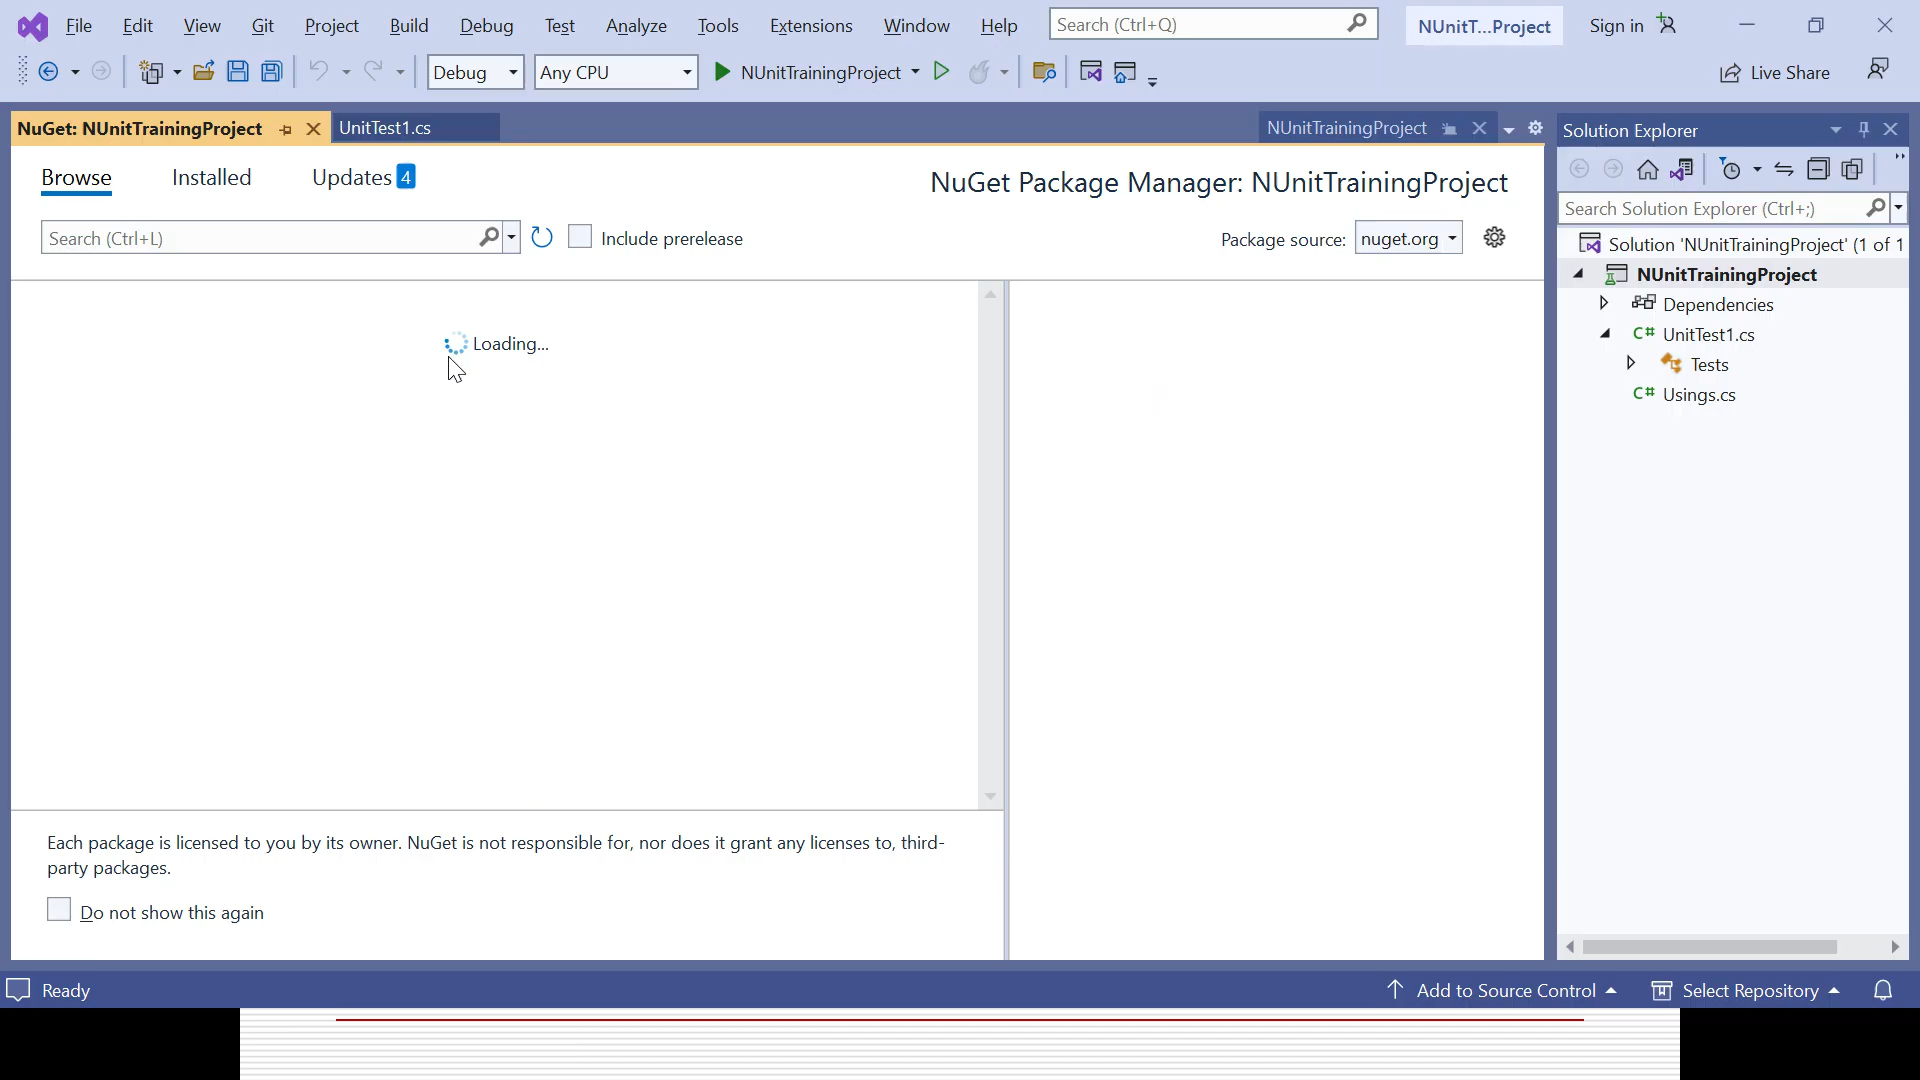 File Edit View Git Project Build Debug Test Analyze Tools Extensions Window Help Search (Ctrl+Q) NUnitT...Project Sign in
Debug Any CPU NUnitTrainingProject Live Share
NuGet: NUnitTrainingProject UnitTest1.cs NUnitTrainingProject
Browse Installed Updates 4
NuGet Package Manager: NUnitTrainingProject
Search (Ctrl+L) Include prerelease Package source: nuget.org
Loading...
Each package is licensed to you by its owner. NuGet is not responsible for, nor does it grant any licenses to, third-
party packages.
Do not show this again
Solution Explorer
Search Solution Explorer (Ctrl+;)
Solution 'NUnitTrainingProject' (1 of 1
NUnitTrainingProject
Dependencies
C# UnitTest1.cs
Tests
C# Usings.cs
Ready Add to Source Control Select Repository